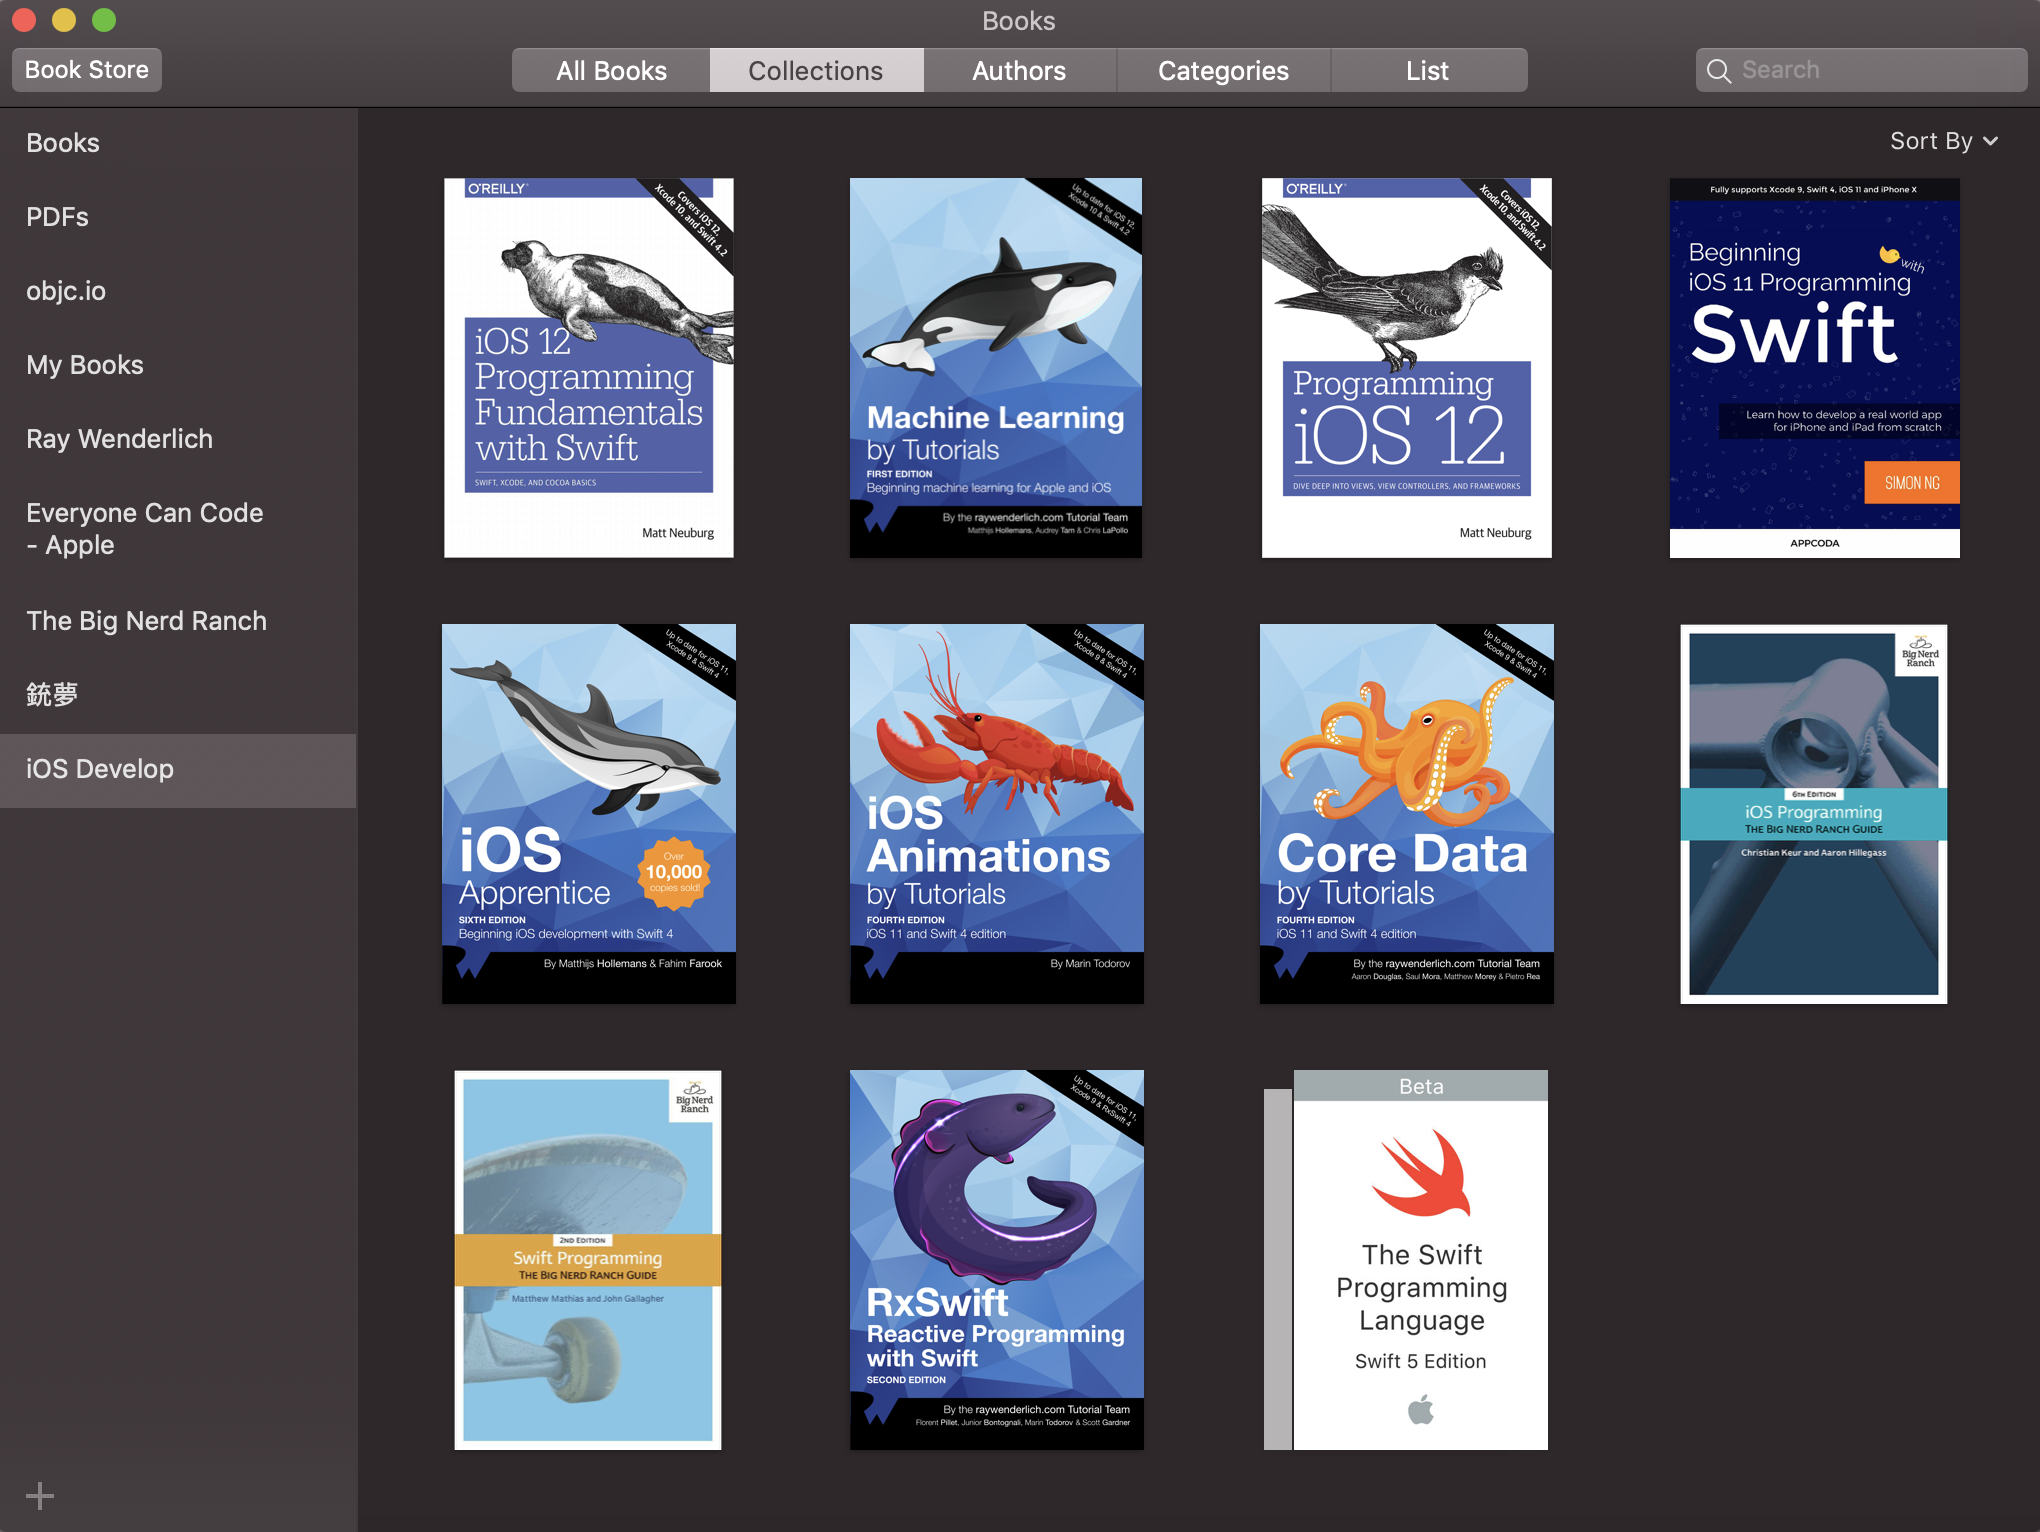 Books
Book Store
All Books
Collections
Authors
Categories
List
Search
Books
PDFs
objc.io
My Books
Ray Wenderlich
Everyone Can Code
- Apple
The Big Nerd Ranch
銃夢
iOS Develop
Sort By
O'REILLY
Covers iOS 12,
Xcode 10, and Swift 4.2
iOS 12
Programming
Fundamentals
with Swift
SWIFT, XCODE, AND COCOA BASICS
Matt Neuburg
Up to date for iOS 12,
Xcode 10 & Swift 4.2
Machine Learning
by Tutorials
FIRST EDITION
Beginning machine learning for Apple and iOS
By the raywenderlich.com Tutorial Team
Matthijs Hollemans, Audrey Tam & Chris LaPollo
O'REILLY
Covers iOS 12,
Xcode 10, and Swift 4.2
Programming
iOS 12
DIVE DEEP INTO VIEWS, VIEW CONTROLLERS, AND FRAMEWORKS
Matt Neuburg
Fully supports Xcode 9, Swift 4, iOS 11 and iPhone X
Beginning
with
iOS 11 Programming
Swift
Learn how to develop a real world app
for iPhone and iPad from scratch
SIMON NG
APPCODA
Up to date for iOS 11,
Xcode 9 & Swift 4
iOS
Apprentice
Over
10,000
copies sold!
SIXTH EDITION
Beginning iOS development with Swift 4
By Matthijs Hollemans & Fahim Farook
Up to date for iOS 11,
Xcode 9 & Swift 4
iOS
Animations
by Tutorials
FOURTH EDITION
iOS 11 and Swift 4 edition
By Marin Todorov
Up to date for iOS 11,
Xcode 9 & Swift 4
Core Data
by Tutorials
FOURTH EDITION
iOS 11 and Swift 4 edition
By the raywenderlich.com Tutorial Team
Aaron Douglas, Saul Mora, Matthew Morey & Pietro Rea
Big Nerd
Ranch
6TH EDITION
iOS Programming
THE BIG NERD RANCH GUIDE
Christian Keur and Aaron Hillegass
Big Nerd
Ranch
2ND EDITION
Swift Programming
THE BIG NERD RANCH GUIDE
Matthew Mathias and John Gallagher
Up to date for iOS 11,
Xcode 9 & RxSwift 4
RxSwift
Reactive Programming
with Swift
SECOND EDITION
By the raywenderlich.com Tutorial Team
Florent Pillet, Junior Bontognali, Marin Todorov & Scott Gardner
Beta
The Swift
Programming
Language
Swift 5 Edition